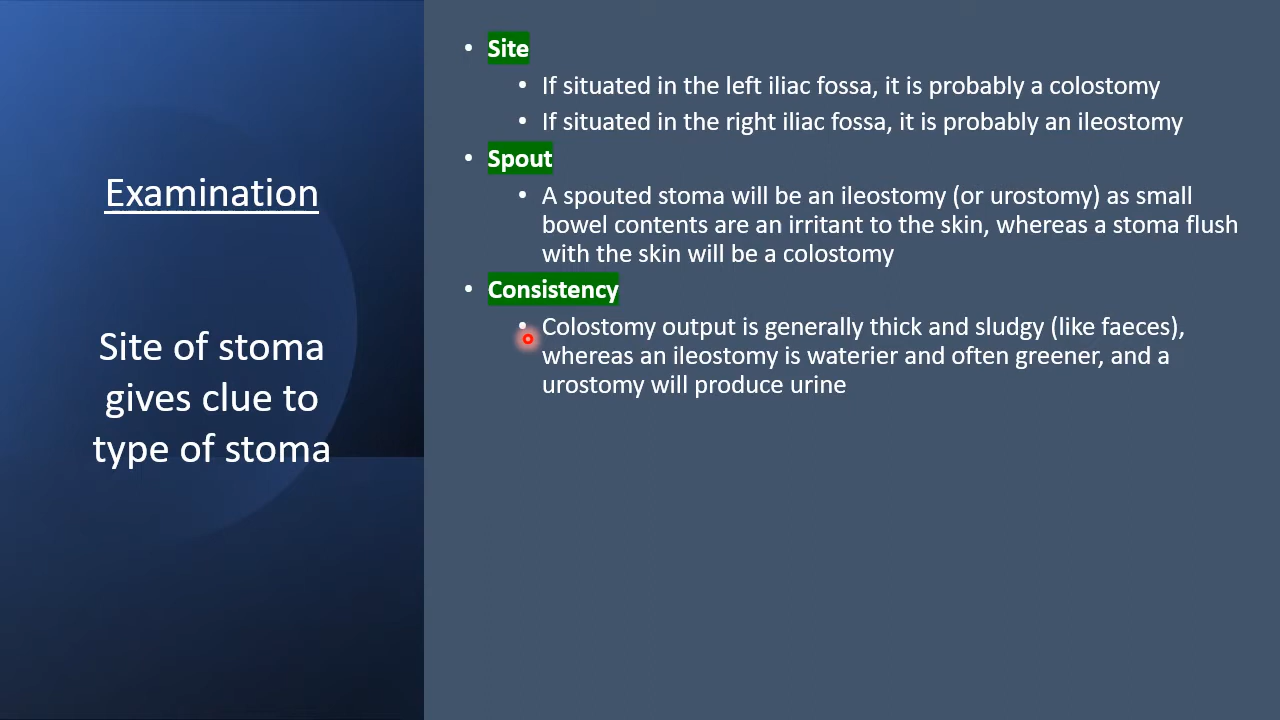 Examination
Site of stoma
gives clue to
type of stoma
• Site
• If situated in the left iliac fossa, it is probably a colostomy
• If situated in the right iliac fossa, it is probably an ileostomy
• Spout
• A spouted stoma will be an ileostomy (or urostomy) as small
bowel contents are an irritant to the skin, whereas a stoma flush
with the skin will be a colostomy
• Consistency
• Colostomy output is generally thick and sludgy (like faeces),
whereas an ileostomy is waterier and often greener, and a
urostomy will produce urine